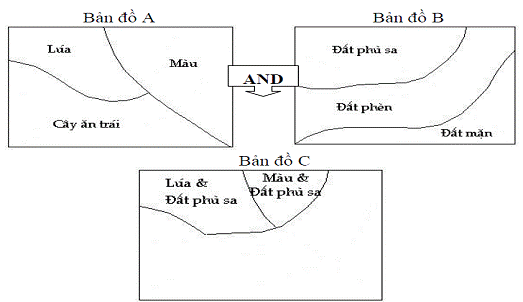 Bản đồ A
Lúa
Màu
Cây ăn trái
AND
Bản đồ B
Đất phù sa
Đất phèn
Đất mặn
Bản đồ C
Lúa &
Đất phù sa
Màu &
Đất phù sa